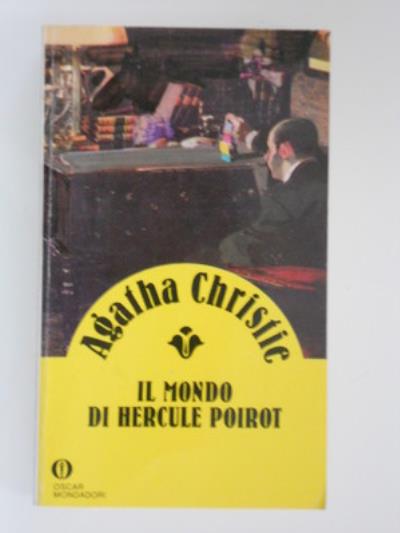 Agatha Christie
IL MONDO
DI HERCULE POIROT
OSCAR
MONDADORI